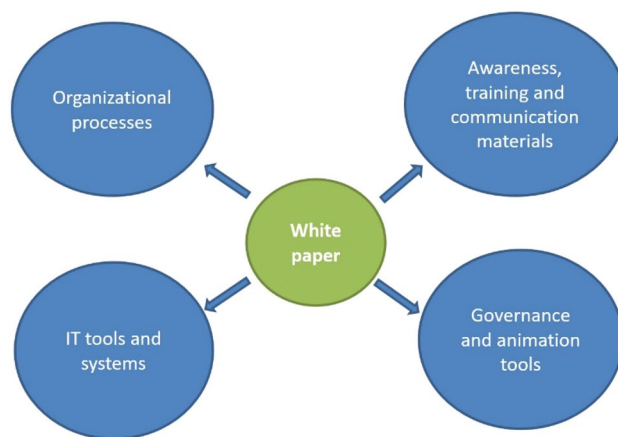 Organizational
processes
Awareness,
training and
communication
materials
White
paper
IT tools and
systems
Governance
and animation
tools